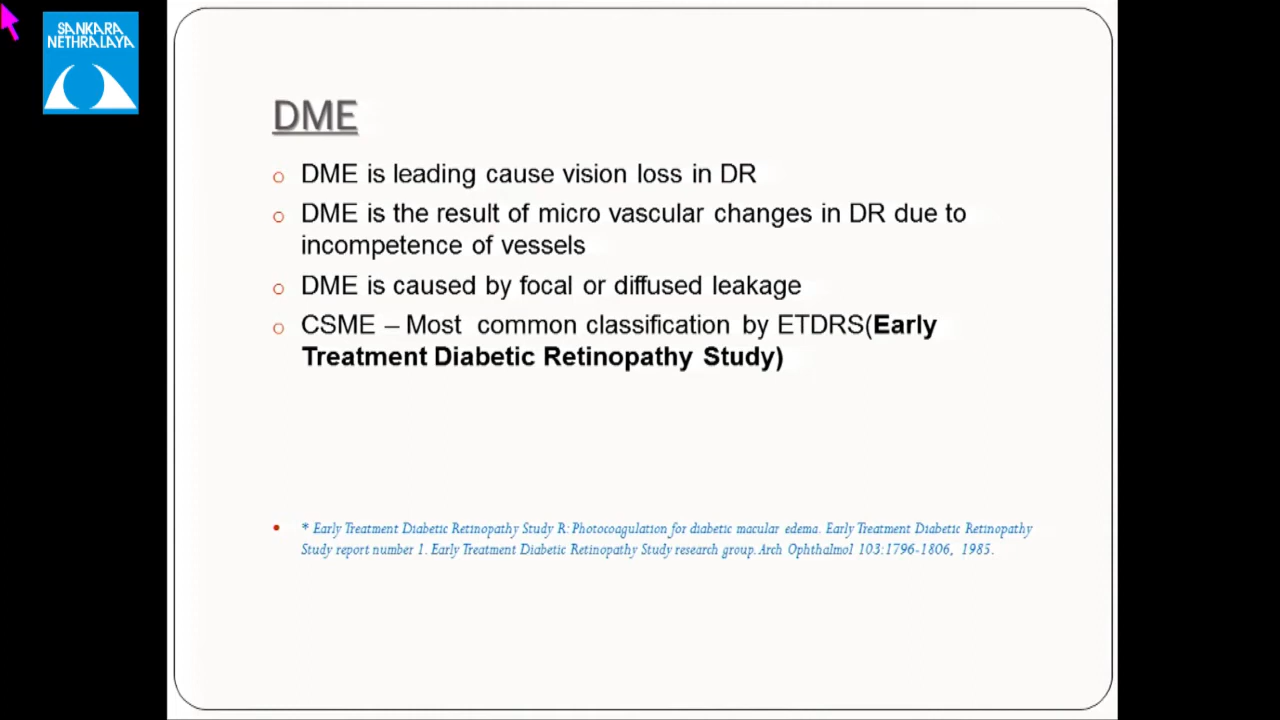 SANKARA
NETHRALAYA
DME
DME is leading cause vision loss in DR
DME is the result of micro vascular changes in DR due to
incompetence of vessels
DME is caused by focal or diffused leakage
CSME – Most common classification by ETDRS(Early
Treatment Diabetic Retinopathy Study)
* Early Treatment Diabetic Retinopathy Study R: Photocoagulation for diabetic macular edema. Early Treatment Diabetic Retinopathy
Study report number 1. Early Treatment Diabetic Retinopathy Study research group. Arch Ophthalmol 103:1796-1806, 1985.